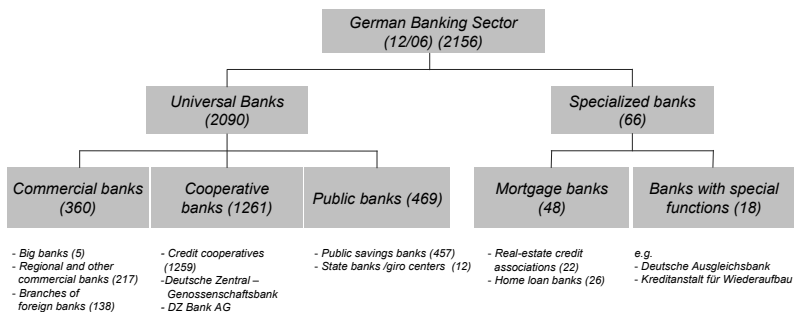 German Banking Sector
(12/06) (2156)
Universal Banks
(2090)
Specialized banks
(66)
Commercial banks
(360)
Cooperative
banks (1261)
Public banks (469)
Mortgage banks
(48)
Banks with special
functions (18)
- Big banks (5)
- Regional and other
commercial banks (217)
- Branches of
foreign banks (138)
- Credit cooperatives
(1259)
-Deutsche Zentral –
Genossenschaftsbank
- DZ Bank AG
- Public savings banks (457)
- State banks /giro centers (12)
- Real-estate credit
associations (22)
- Home loan banks (26)
e.g.
- Deutsche Ausgleichsbank
- Kreditanstalt für Wiederaufbau